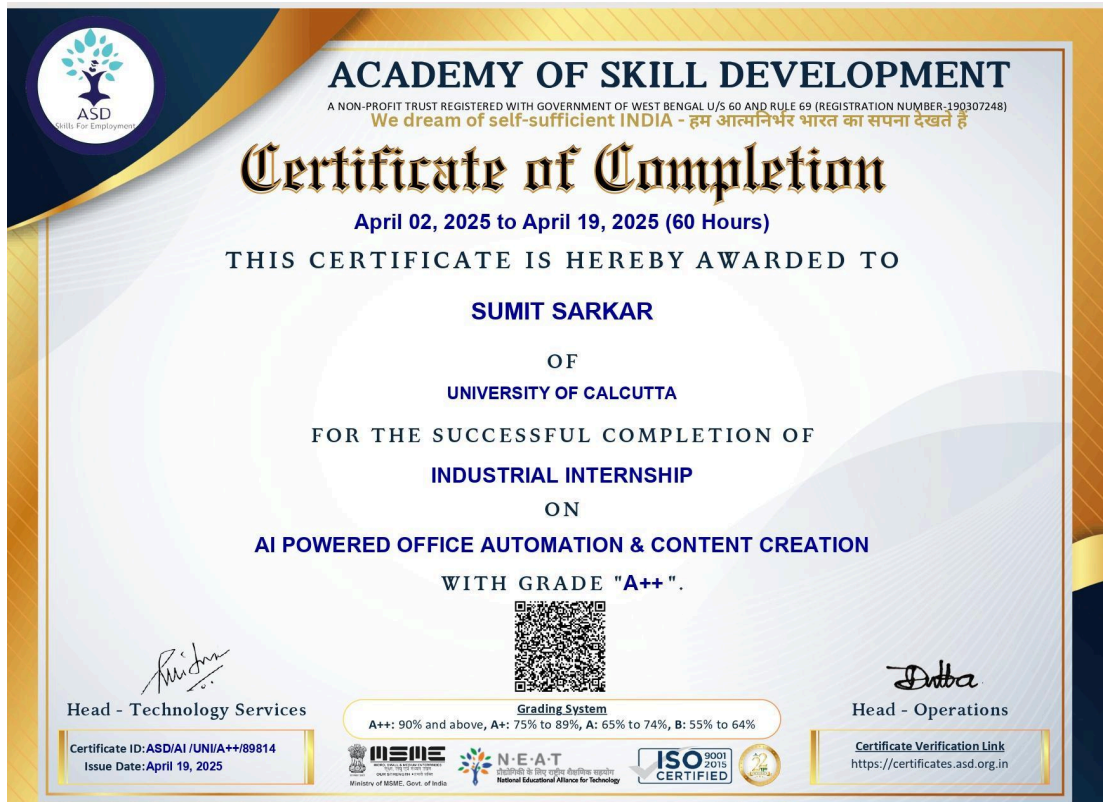 ASD
Skills For Employment
ACADEMY OF SKILL DEVELOPMENT
A NON-PROFIT TRUST REGISTERED WITH GOVERNMENT OF WEST BENGAL U/S 60 AND RULE 69 (REGISTRATION NUMBER-190307248)
We dream of self-sufficient INDIA - हम आत्मनिर्भर भारत का सपना देखते हैं
Certificate of Completion
April 02, 2025 to April 19, 2025 (60 Hours)
THIS CERTIFICATE IS HEREBY AWARDED TO
SUMIT SARKAR
OF
UNIVERSITY OF CALCUTTA
FOR THE SUCCESSFUL COMPLETION OF
INDUSTRIAL INTERNSHIP
ON
AI POWERED OFFICE AUTOMATION & CONTENT CREATION
WITH GRADE "A++ ".
Head - Technology Services
Certificate ID:ASD/AI /UNI/A++/89814
Issue Date:April 19, 2025
Grading System
A++: 90% and above, A+: 75% to 89%, A: 65% to 74%, B: 55% to 64%
MSME
Ministry of MSME, Govt. of India
N·E·A·T
प्रौद्योगिकी के लिए राष्ट्रीय शैक्षणिक सहयोग
National Educational Alliance for Technology
ISO 9001 2015
CERTIFIED
Dutta
Head - Operations
Certificate Verification Link
https://certificates.asd.org.in